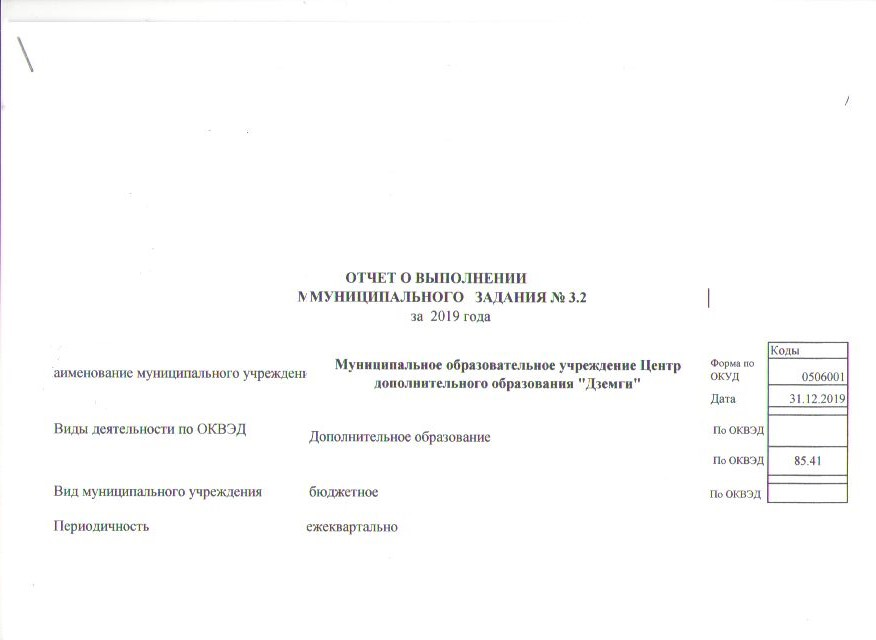 ОТЧЕТ О ВЫПОЛНЕНИИ
МУНИЦИПАЛЬНОГО ЗАДАНИЯ № 3.2
за 2019 года
Коды
аименование муниципального учреждени
Муниципальное образовательное учреждение Центр
дополнительного образования "Дземги"
Форма по
ОКУД
0506001
Дата
31.12.2019
Виды деятельности по ОКВЭД
Дополнительное образование
По ОКВЭД
По ОКВЭД
85.41
Вид муниципального учреждения
бюджетное
По ОКВЭД
Периодичность
ежеквартально